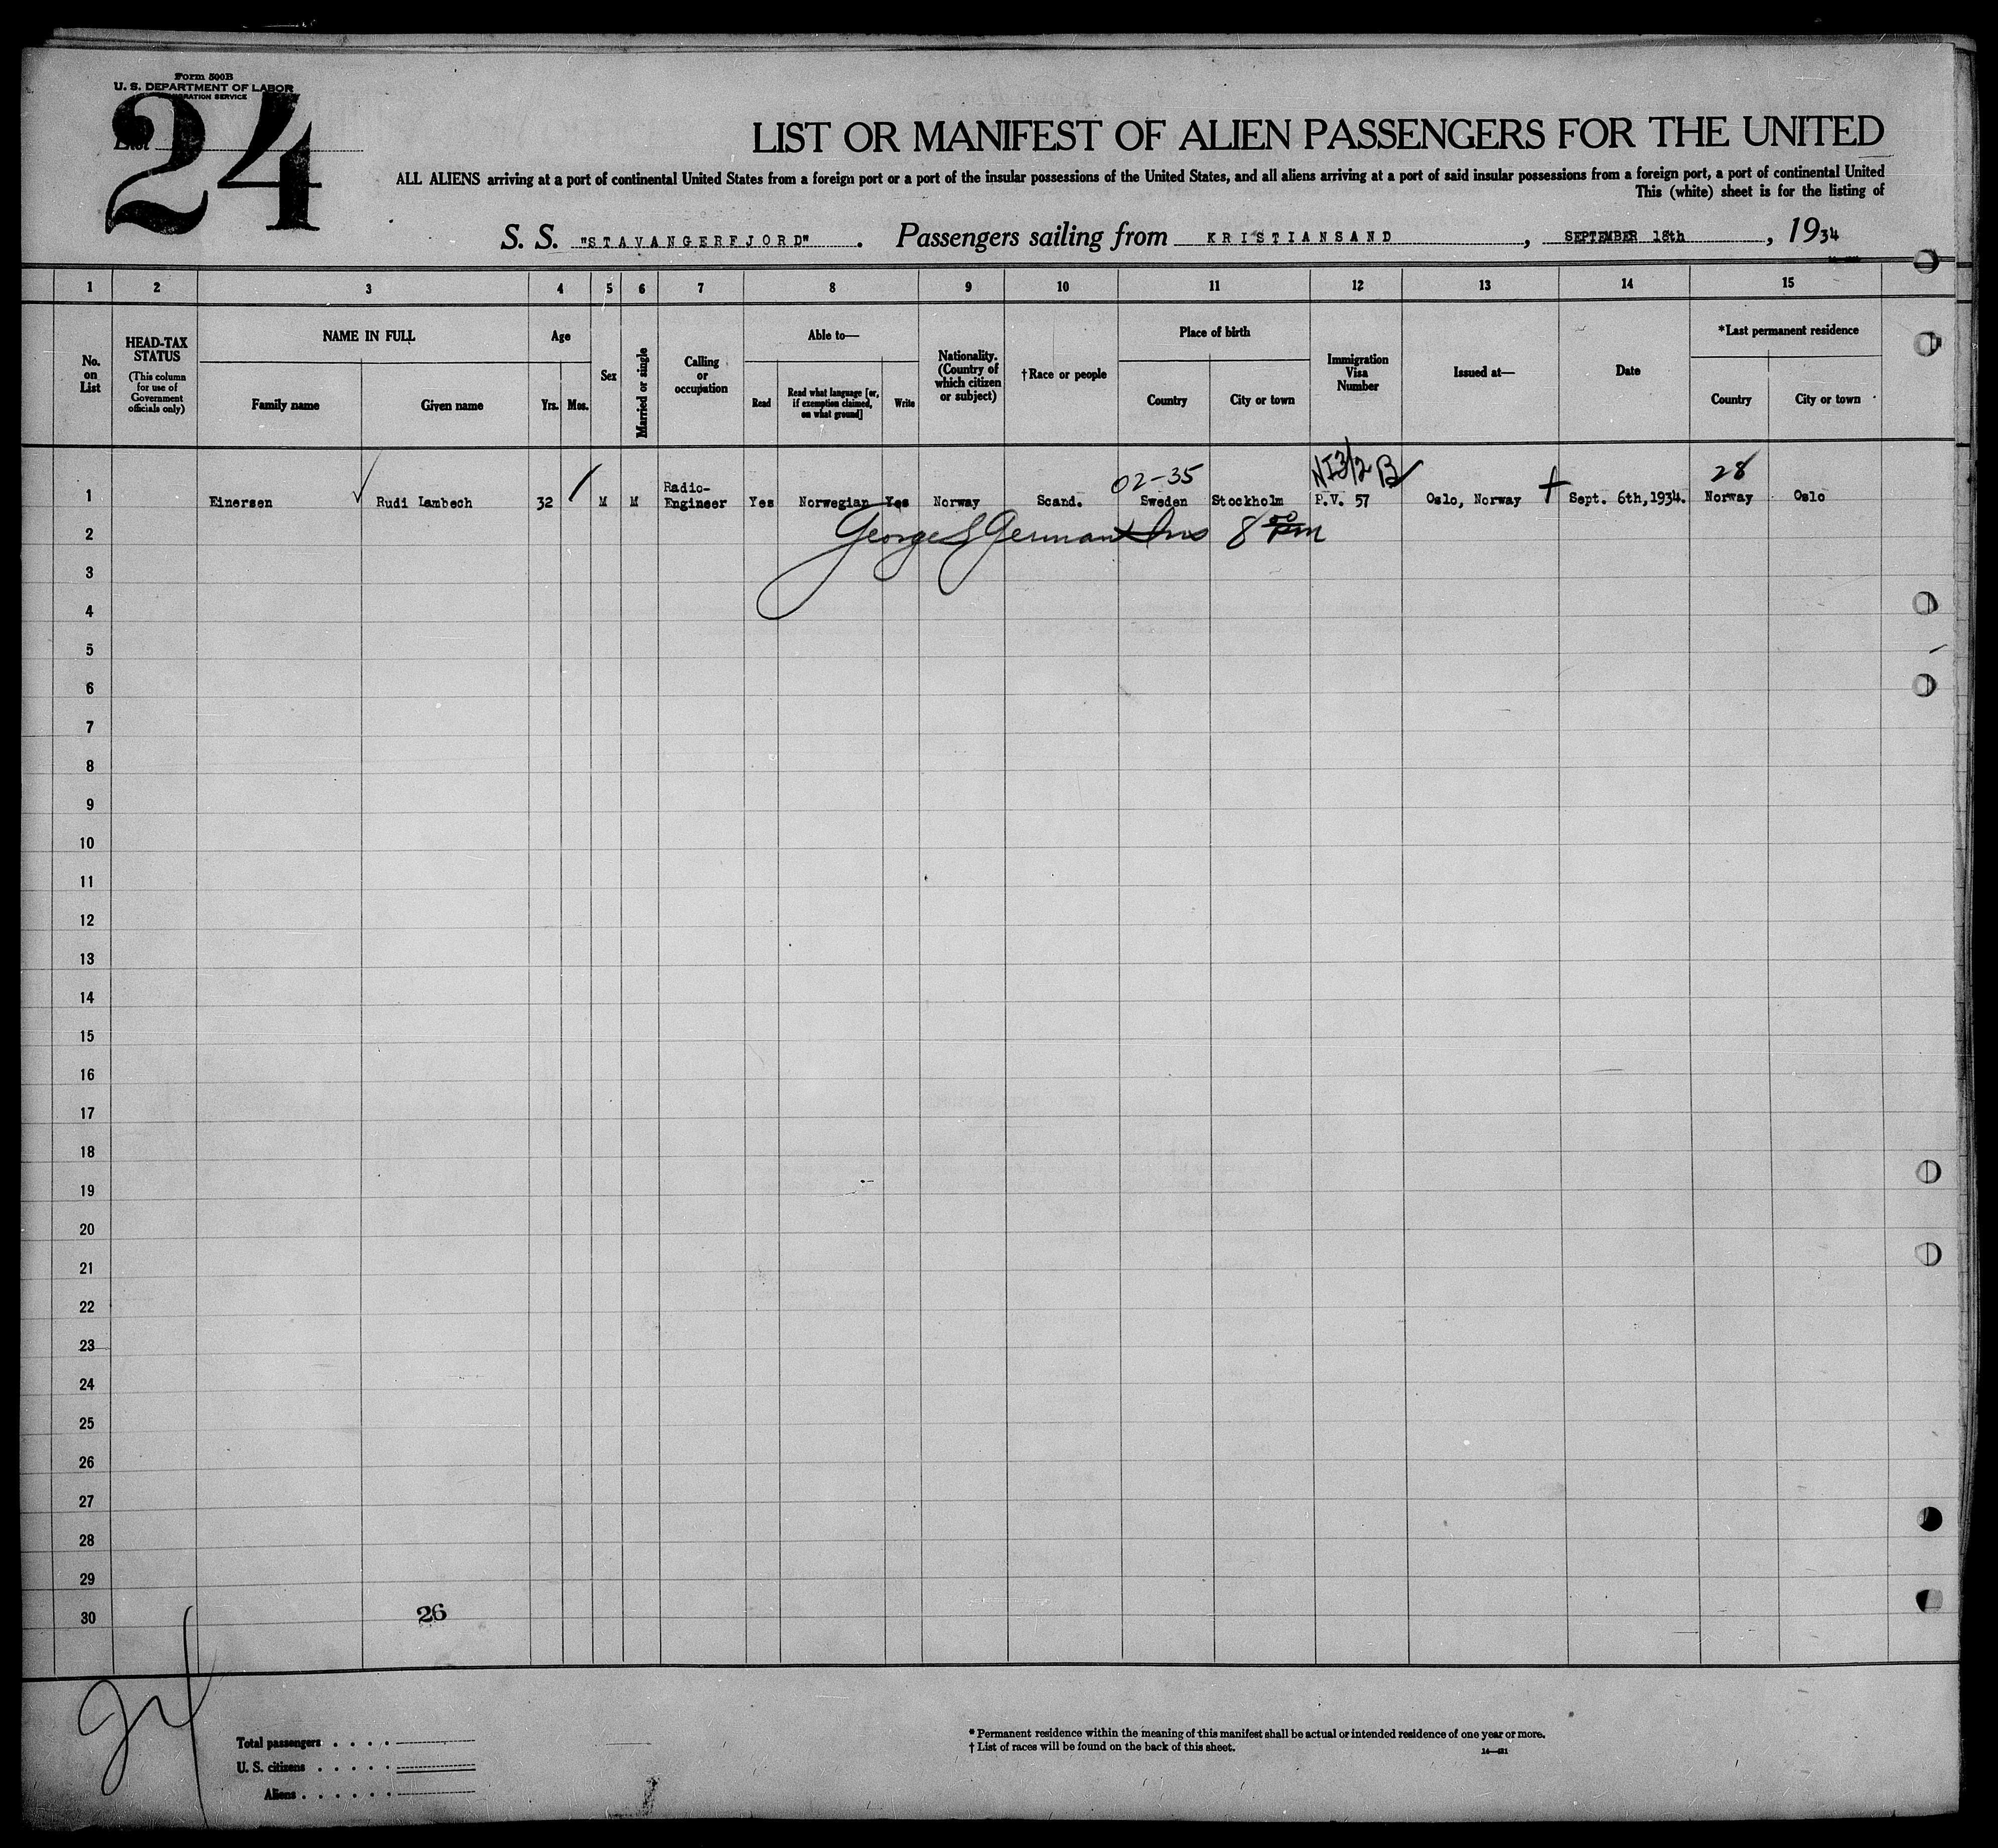 Form 500B
U. S. DEPARTMENT OF LABOR
IMMIGRATION SERVICE
List
24
LIST OR MANIFEST OF ALIEN PASSENGERS FOR THE UNITED
ALL ALIENS arriving at a port of continental United States from a foreign port or a port of the insular possessions of the United States, and all aliens arriving at a port of said insular possessions from a foreign port, a port of continental United
This (white) sheet is for the listing of
S. S. "STAVANGERFJORD". Passengers sailing from KRISTIANSAND, SEPTEMBER 18th, 1934
1 2 3 4 5 6 7 8 9 10 11 12 13 14 15
No. on List
HEAD-TAX STATUS
(This column for use of Government officials only)
NAME IN FULL
Family name
Given name
Age
Yrs. Mos.
Sex
Married or single
Calling or occupation
Able to—
Read
Read what language [or, if exemption claimed, on what ground]
Write
Nationality. (Country of which citizen or subject)
†Race or people
Place of birth
Country
City or town
Immigration Visa Number
Issued at—
Date
*Last permanent residence
Country
City or town
02-35 NI 3/2 B 28
1 Einersen Rudi Lambech 32 M M Radio-Engineer Yes Norwegian Yes Norway Scand. Sweden Stockholm P.V. 57 Oslo, Norway Sept. 6th,1934. Norway Oslo
2 George S German Ins 8 50 pm
3
4
5
6
7
8
9
10
11
12
13
14
15
16
17
18
19
20
21
22
23
24
25
26
27
28
29
30 26
24
Total passengers . . . .
U. S. citizens . . . . .
Aliens . . . . . .
* Permanent residence within the meaning of this manifest shall be actual or intended residence of one year or more.
† List of races will be found on the back of this sheet.